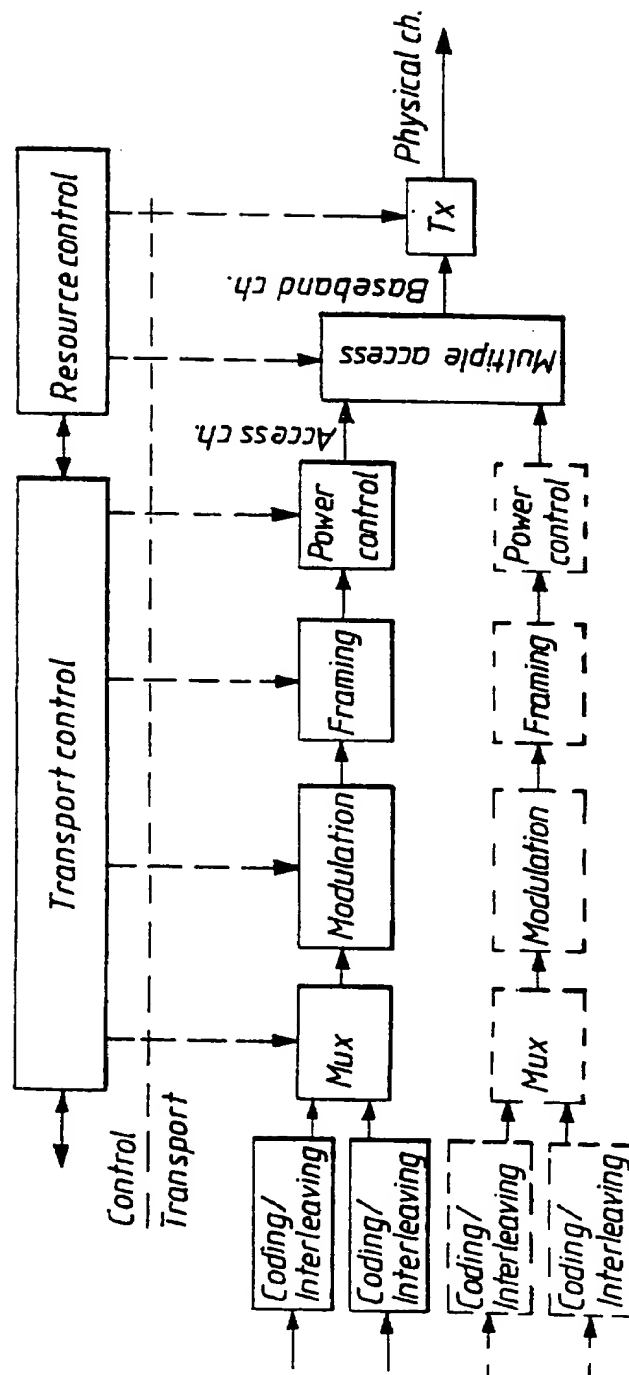 Transport control
Resource control
Control
Transport
Coding/
Interleaving
Coding/
Interleaving
Mux
Modulation
Framing
Power
control
Access ch.
Multiple access
Baseband ch.
Tx
Physical ch.
Coding/
Interleaving
Coding/
Interleaving
Mux
Modulation
Framing
Power
control